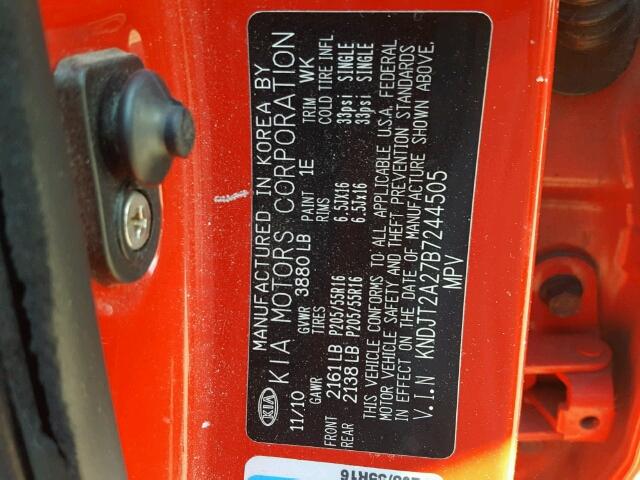 MANUFACTURED IN KOREA BY
KIA
KIA MOTORS CORPORATION
11/10 GVWR 3880 LB PAINT 1E TRIM WK
GAWR TIRES RIMS COLD TIRE INFL
FRONT 2161 LB P205/55R16 6.5Jx16 33psi SINGLE
REAR 2138 LB P205/55R16 6.5Jx16 33psi SINGLE
THIS VEHICLE CONFORMS TO ALL APPLICABLE U.S.A. FEDERAL
MOTOR VEHICLE SAFETY AND THEFT PREVENTION STANDARDS
IN EFFECT ON THE DATE OF MANUFACTURE SHOWN ABOVE.
V.I.N KNDJT2A27B7244505
MPV
205/55R16